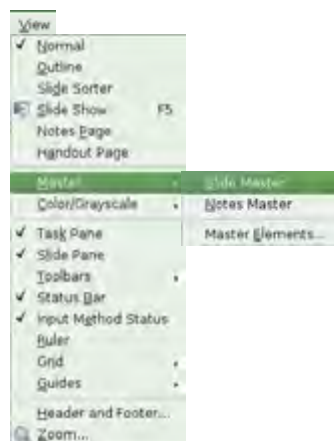 View
Normal
Outline
Slide Sorter
Slide Show F5
Notes Page
Handout Page
Master
Slide Master
Color/Grayscale
Notes Master
Task Pane
Master Elements...
Slide Pane
Toolbars
Status Bar
Input Method Status
Ruler
Grid
Guides
Header and Footer...
Zoom...